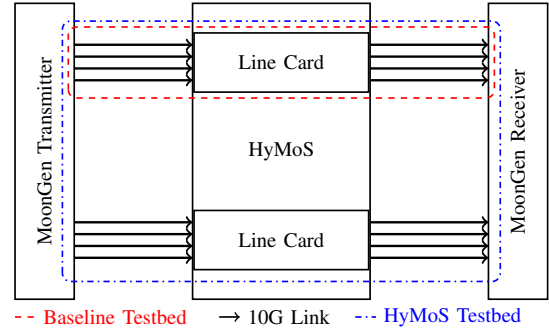 MoonGen Transmitter
Line Card
HyMoS
Line Card
MoonGen Receiver
Baseline Testbed
10G Link
HyMoS Testbed